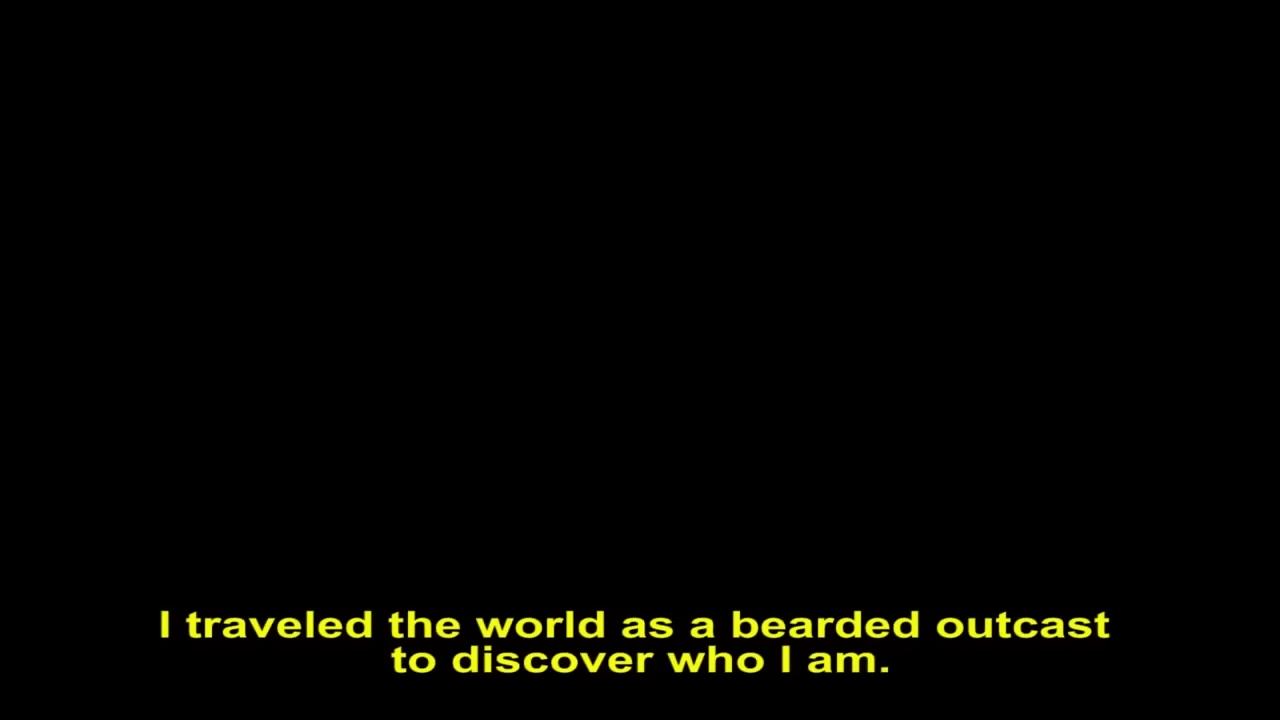 I traveled the world as a bearded outcast
to discover who I am.